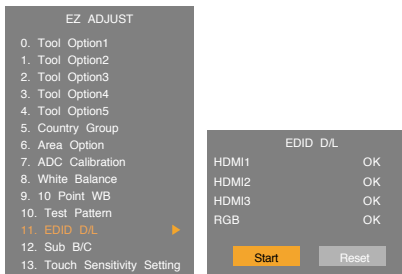 EZ ADJUST
0. Tool Option1
1. Tool Option2
2. Tool Option3
3. Tool Option4
4. Tool Option5
5. Country Group
6. Area Option
7. ADC Calibration
8. White Balance
9. 10 Point WB
10. Test Pattern
11. EDID D/L ▶
12. Sub B/C
13. Touch Sensitivity Setting
EDID D/L
HDMI1 OK
HDMI2 OK
HDMI3 OK
RGB OK
Start Reset